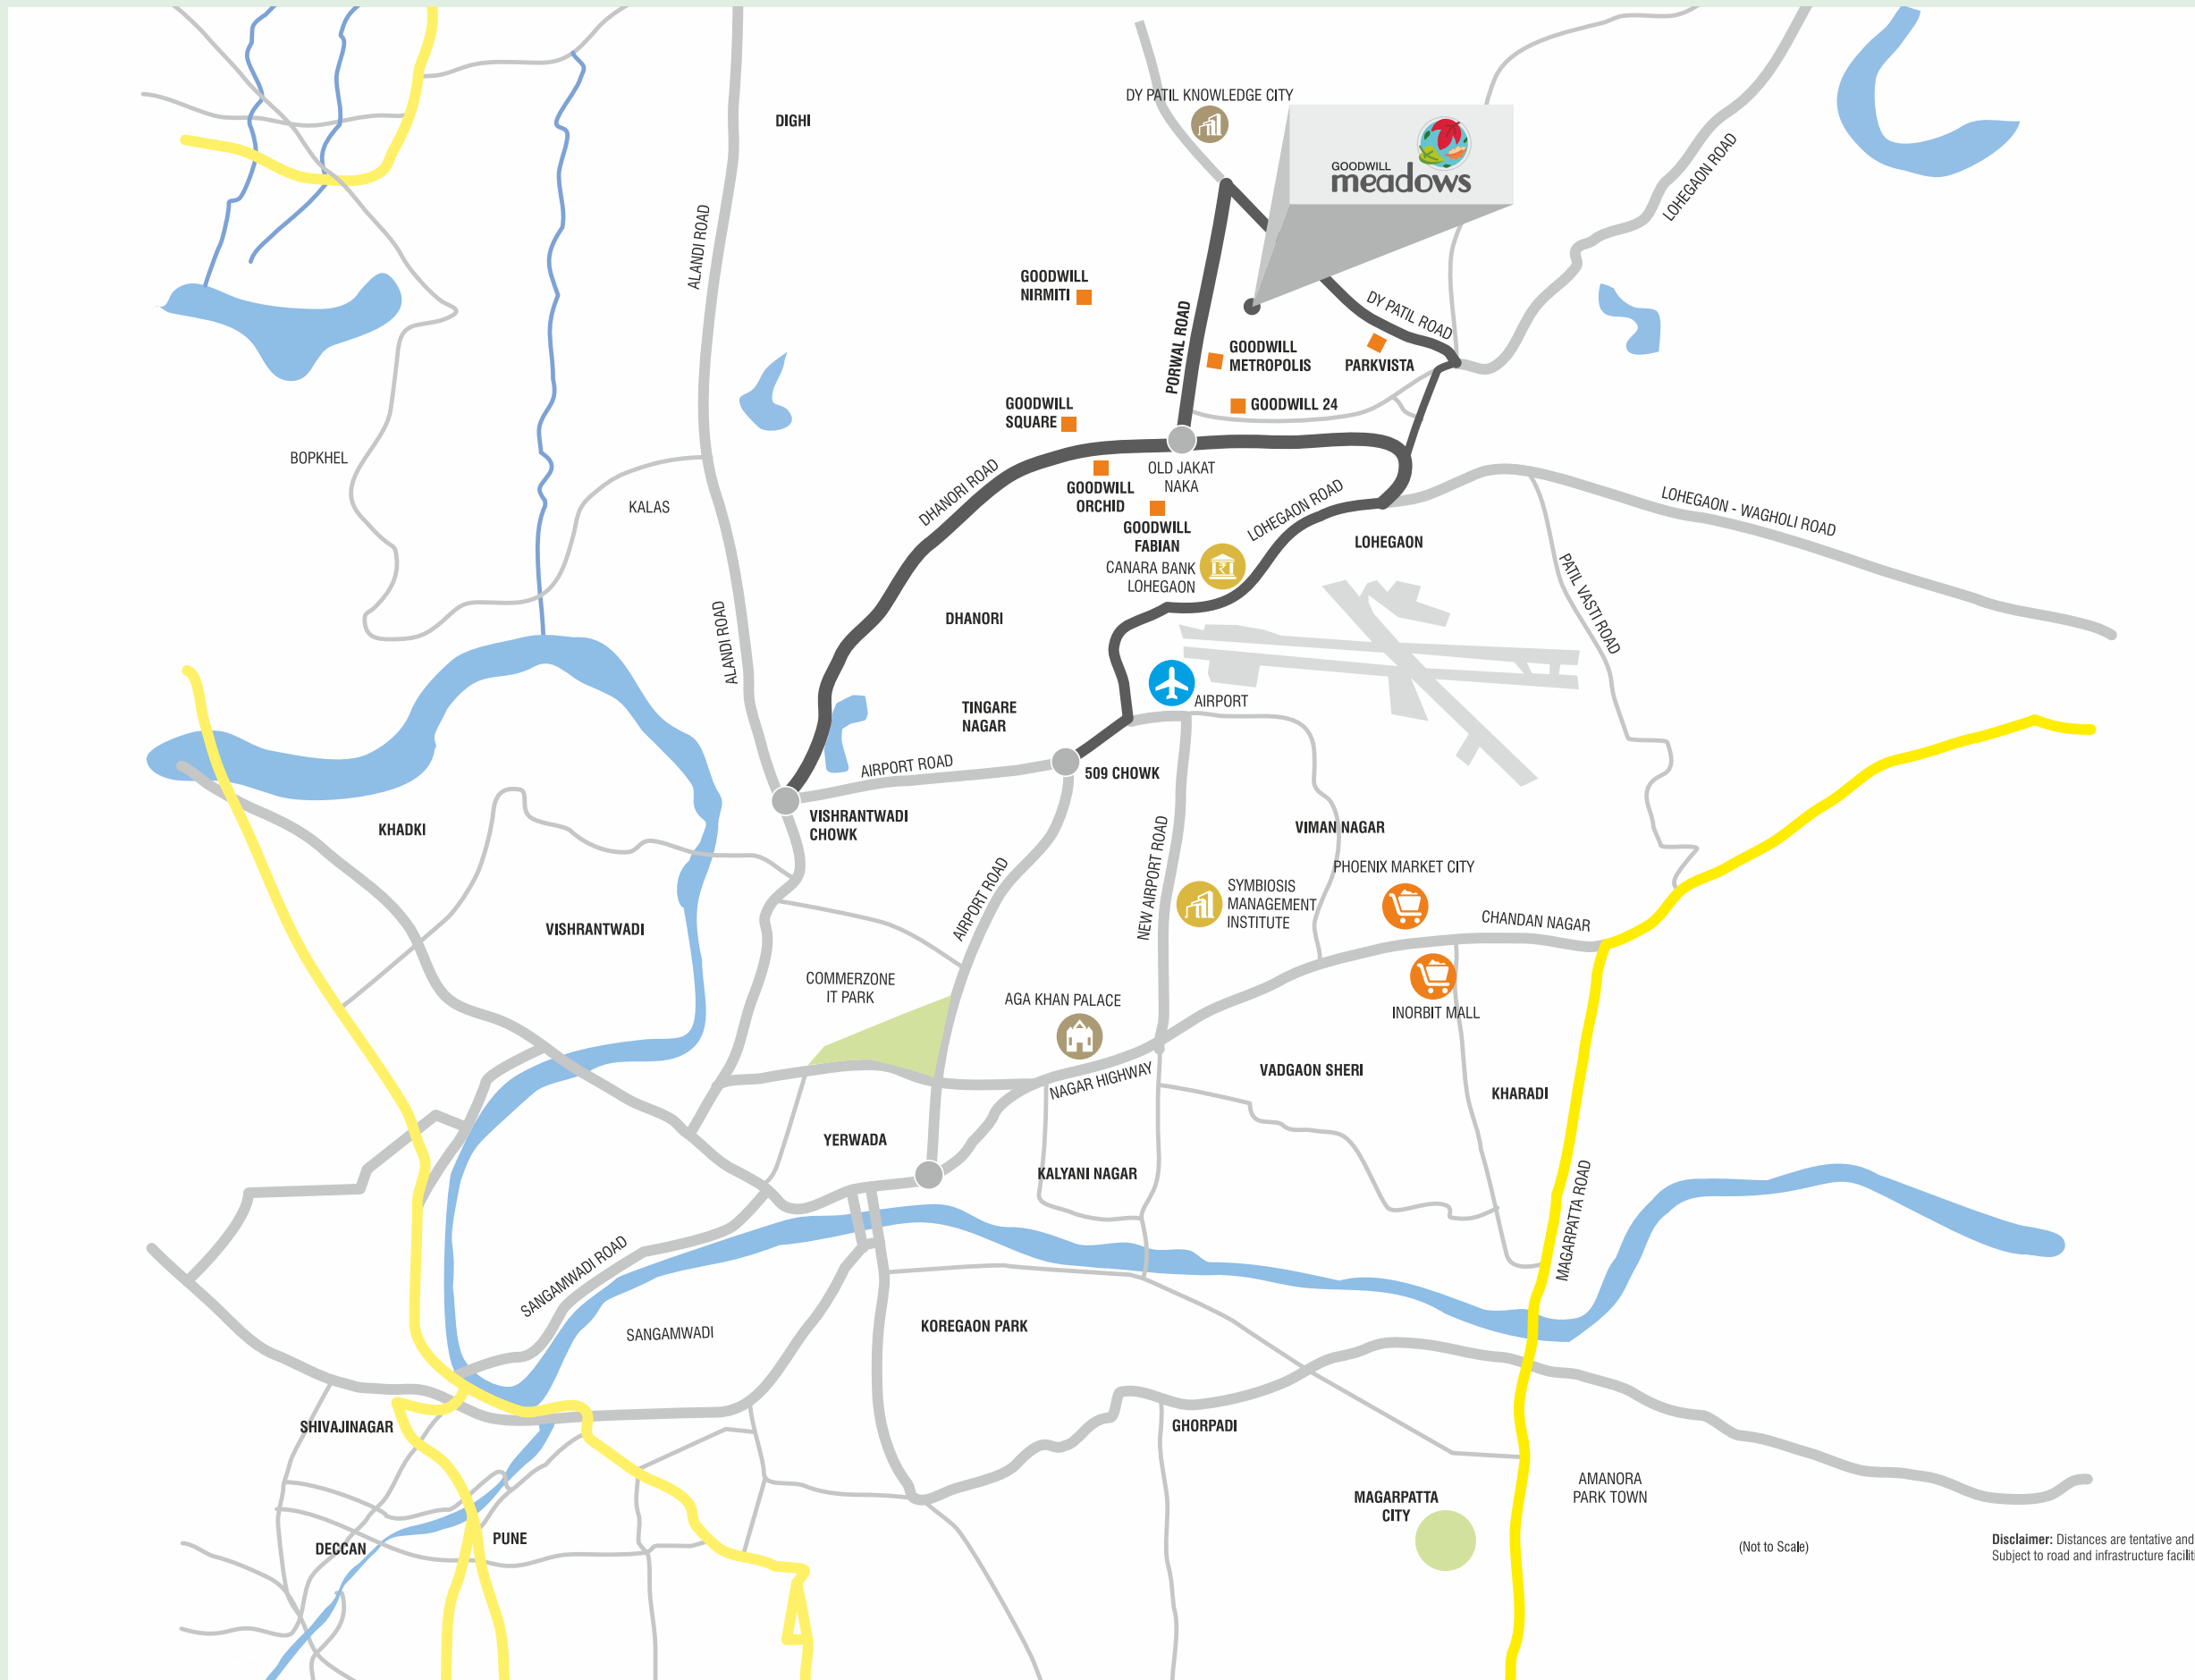 DY PATIL KNOWLEDGE CITY
DIGHI
GOODWILL
meadows
LOHEGAON ROAD
ALANDI ROAD
GOODWILL
NIRMITI
PORWAL ROAD
DY PATIL ROAD
GOODWILL
METROPOLIS
PARKVISTA
GOODWILL
SQUARE
GOODWILL 24
BOPKHEL
KALAS
DHANORI ROAD
OLD JAKAT
NAKA
GOODWILL
ORCHID
GOODWILL
FABIAN
LOHEGAON ROAD
LOHEGAON
LOHEGAON - WAGHOLI ROAD
CANARA BANK
LOHEGAON
PATIL VASTI ROAD
ALANDI ROAD
DHANORI
TINGARE
NAGAR
AIRPORT
AIRPORT ROAD
509 CHOWK
VISHRANTWADI
CHOWK
KHADKI
VIMAN NAGAR
PHOENIX MARKET CITY
NEW AIRPORT ROAD
AIRPORT ROAD
SYMBIOSIS
MANAGEMENT
INSTITUTE
CHANDAN NAGAR
VISHRANTWADI
COMMERZONE
IT PARK
AGA KHAN PALACE
INORBIT MALL
NAGAR HIGHWAY
VADGAON SHERI
KHARADI
YERWADA
KALYANI NAGAR
MAGARPATTA ROAD
SANGAMWADI ROAD
SANGAMWADI
KOREGAON PARK
SHIVAJINAGAR
GHORPADI
AMANORA
PARK TOWN
MAGARPATTA
CITY
PUNE
DECCAN
(Not to Scale)
Disclaimer: Distances are tentative and
Subject to road and infrastructure